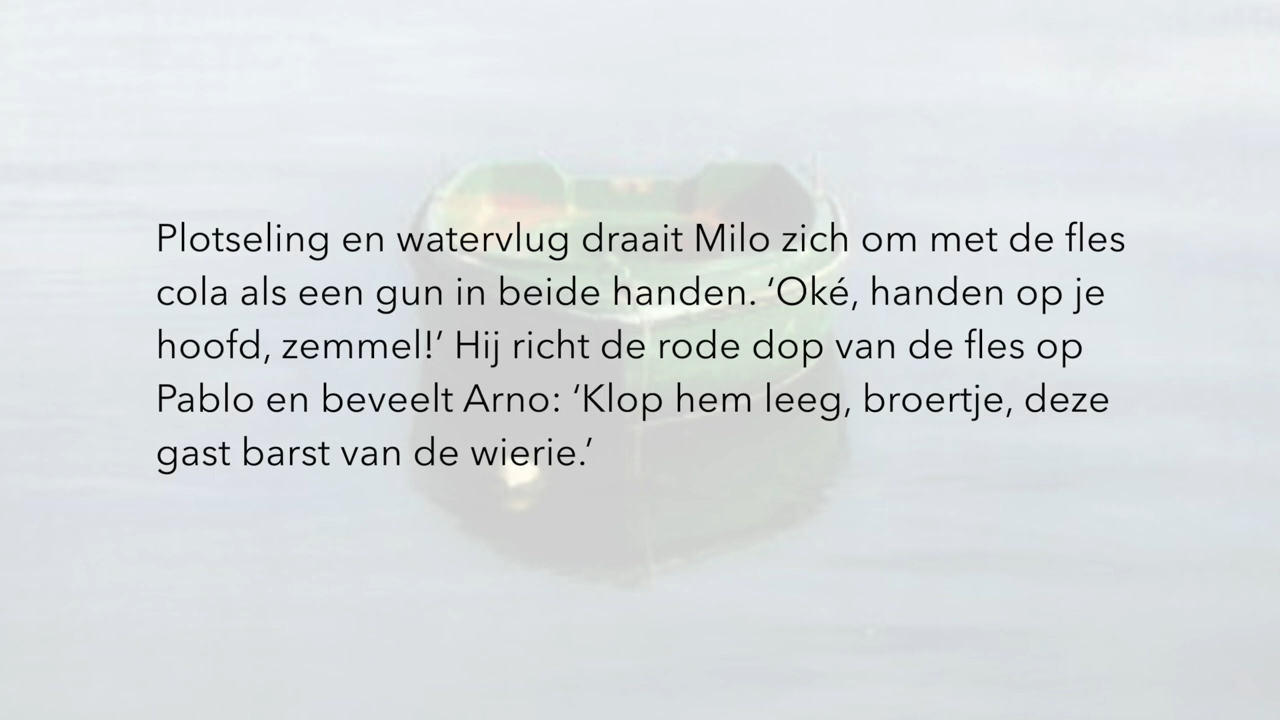 Plotseling en watervlug draait Milo zich om met de fles
cola als een gun in beide handen. ‘Oké, handen op je
hoofd, zemmel!’ Hij richt de rode dop van de fles op
Pablo en beveelt Arno: ‘Klop hem leeg, broertje, deze
gast barst van de wierie.’